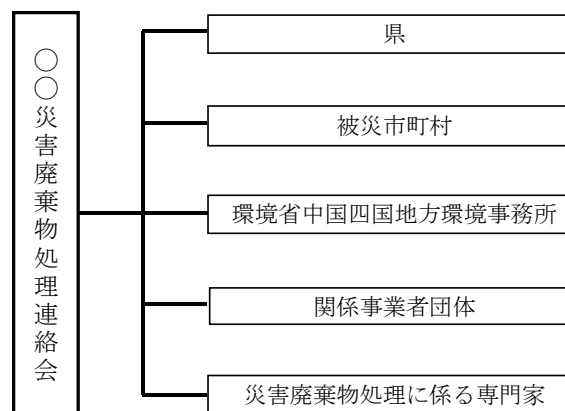 〇〇災害廃棄物処理連絡会
県
被災市町村
環境省中国四国地方環境事務所
関係事業者団体
災害廃棄物処理に係る専門家